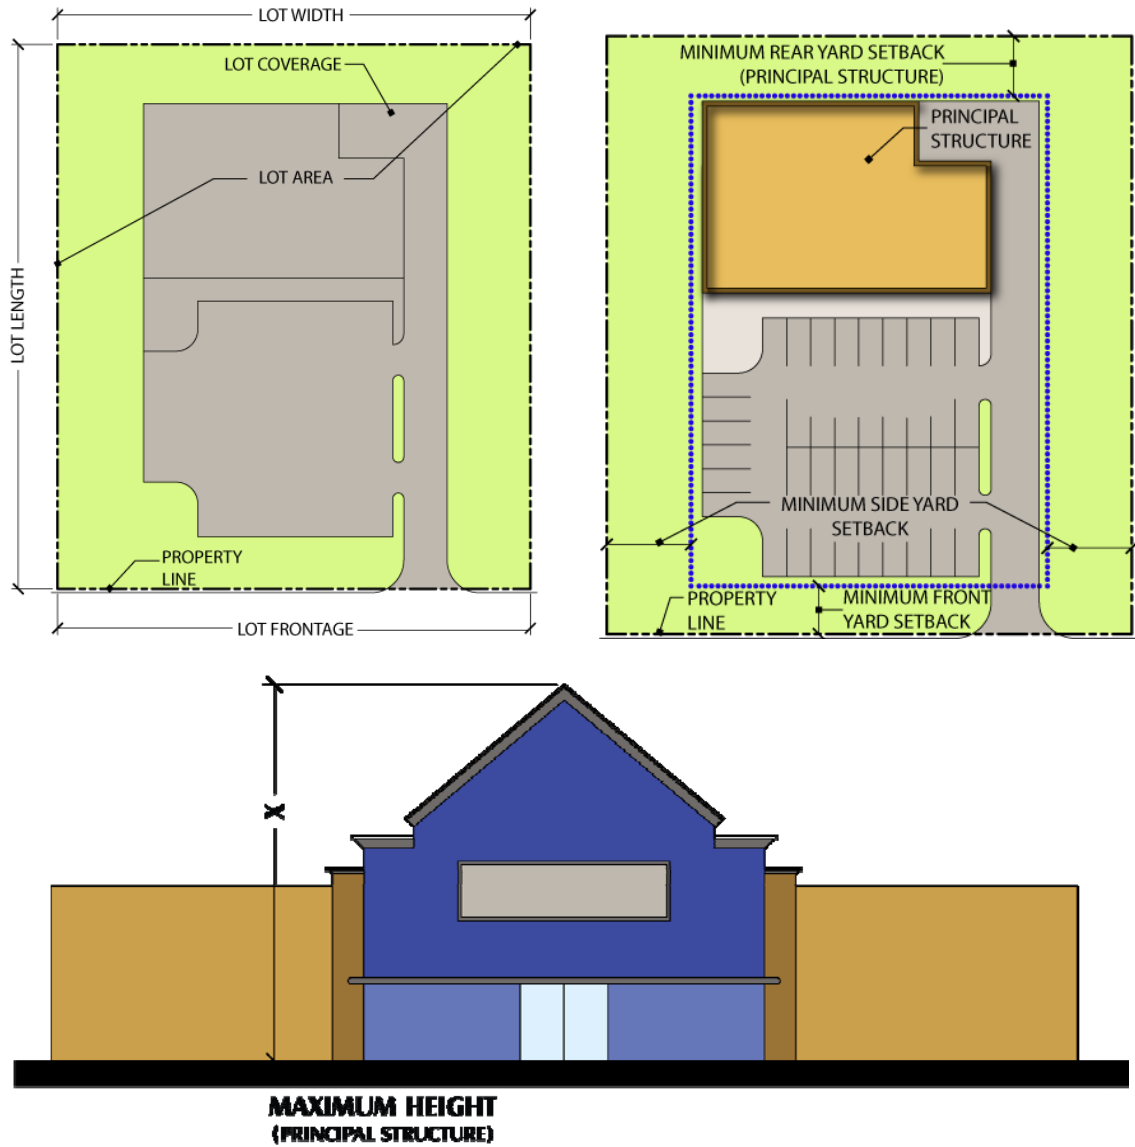 LOT WIDTH
LOT COVERAGE
LOT AREA
LOT LENGTH
PROPERTY
LINE
LOT FRONTAGE
MINIMUM REAR YARD SETBACK
(PRINCIPAL STRUCTURE)
PRINCIPAL
STRUCTURE
MINIMUM SIDE YARD
SETBACK
PROPERTY
LINE
MINIMUM FRONT
YARD SETBACK
X
MAXIMUM HEIGHT
(PRINCIPAL STRUCTURE)